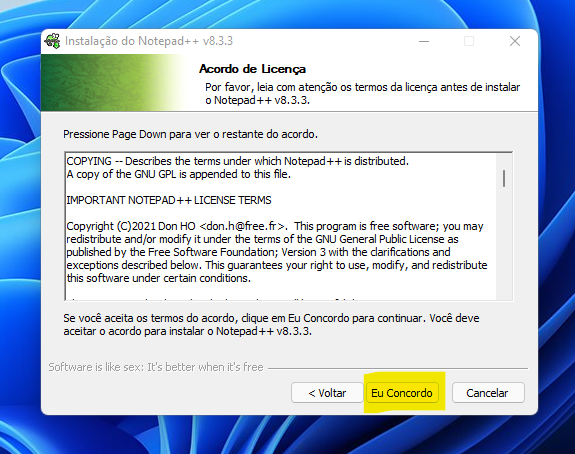 Instalação do Notepad++ v8.3.3
Acordo de Licença
Por favor, leia com atenção os termos da licença antes de instalar
o Notepad++ v8.3.3.
Pressione Page Down para ver o restante do acordo.
COPYING -- Describes the terms under which Notepad++ is distributed.
A copy of the GNU GPL is appended to this file.
IMPORTANT NOTEPAD++ LICENSE TERMS
Copyright (C)2021 Don HO <don.h@free.fr>. This program is free software; you may
redistribute and/or modify it under the terms of the GNU General Public License as
published by the Free Software Foundation; Version 3 with the clarifications and
exceptions described below. This guarantees your right to use, modify, and redistribute
this software under certain conditions.
Se você aceita os termos do acordo, clique em Eu Concordo para continuar. Você deve
aceitar o acordo para instalar o Notepad++ v8.3.3.
Software is like sex: It's better when it's free
< Voltar
Eu Concordo
Cancelar